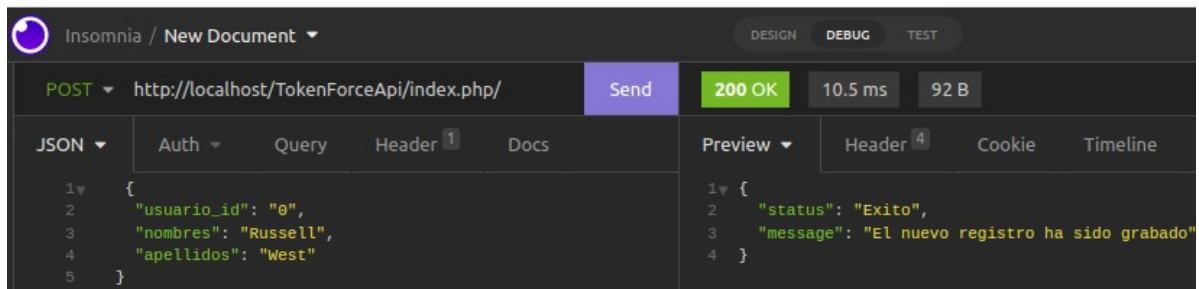 Insomnia / New Document
DESIGN DEBUG TEST
POST http://localhost/TokenForceApi/index.php/ Send 200 OK 10.5 ms 92 B
JSON Auth Query Header 1 Docs Preview Header 4 Cookie Timeline
1 {
2 "usuario_id": "0",
3 "nombres": "Russell",
4 "apellidos": "West"
5 }
1 {
2 "status": "Exito",
3 "message": "El nuevo registro ha sido grabado"
4 }